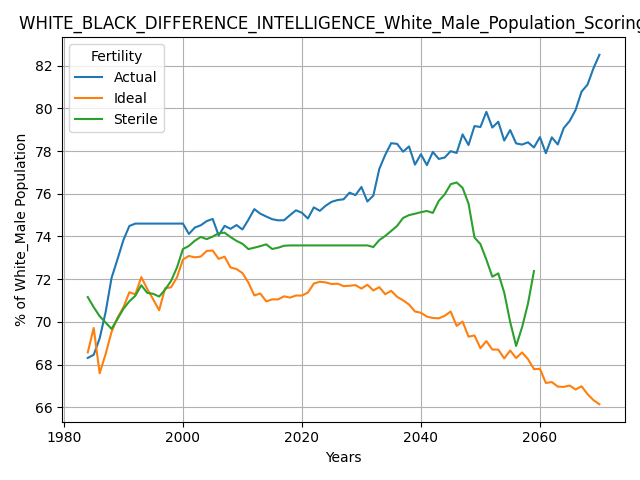 WHITE_BLACK_DIFFERENCE_INTELLIGENCE_White_Male_Population_Scoring
Fertility
Actual
Ideal
Sterile
% of White_Male Population
82
80
78
76
74
72
70
68
66
1980
2000
2020
2040
2060
Years